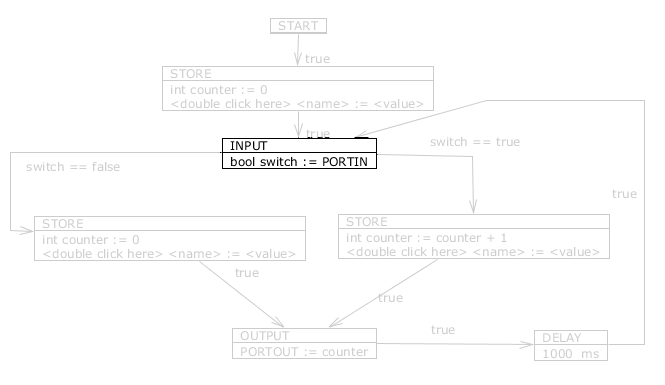 START
true
STORE
int counter := 0
<double click here> <name> := <value>
true
INPUT
bool switch := PORTIN
switch == true
switch == false
true
STORE
int counter := 0
<double click here> <name> := <value>
STORE
int counter := counter + 1
<double click here> <name> := <value>
true
true
OUTPUT
PORTOUT := counter
true
DELAY
1000 ms